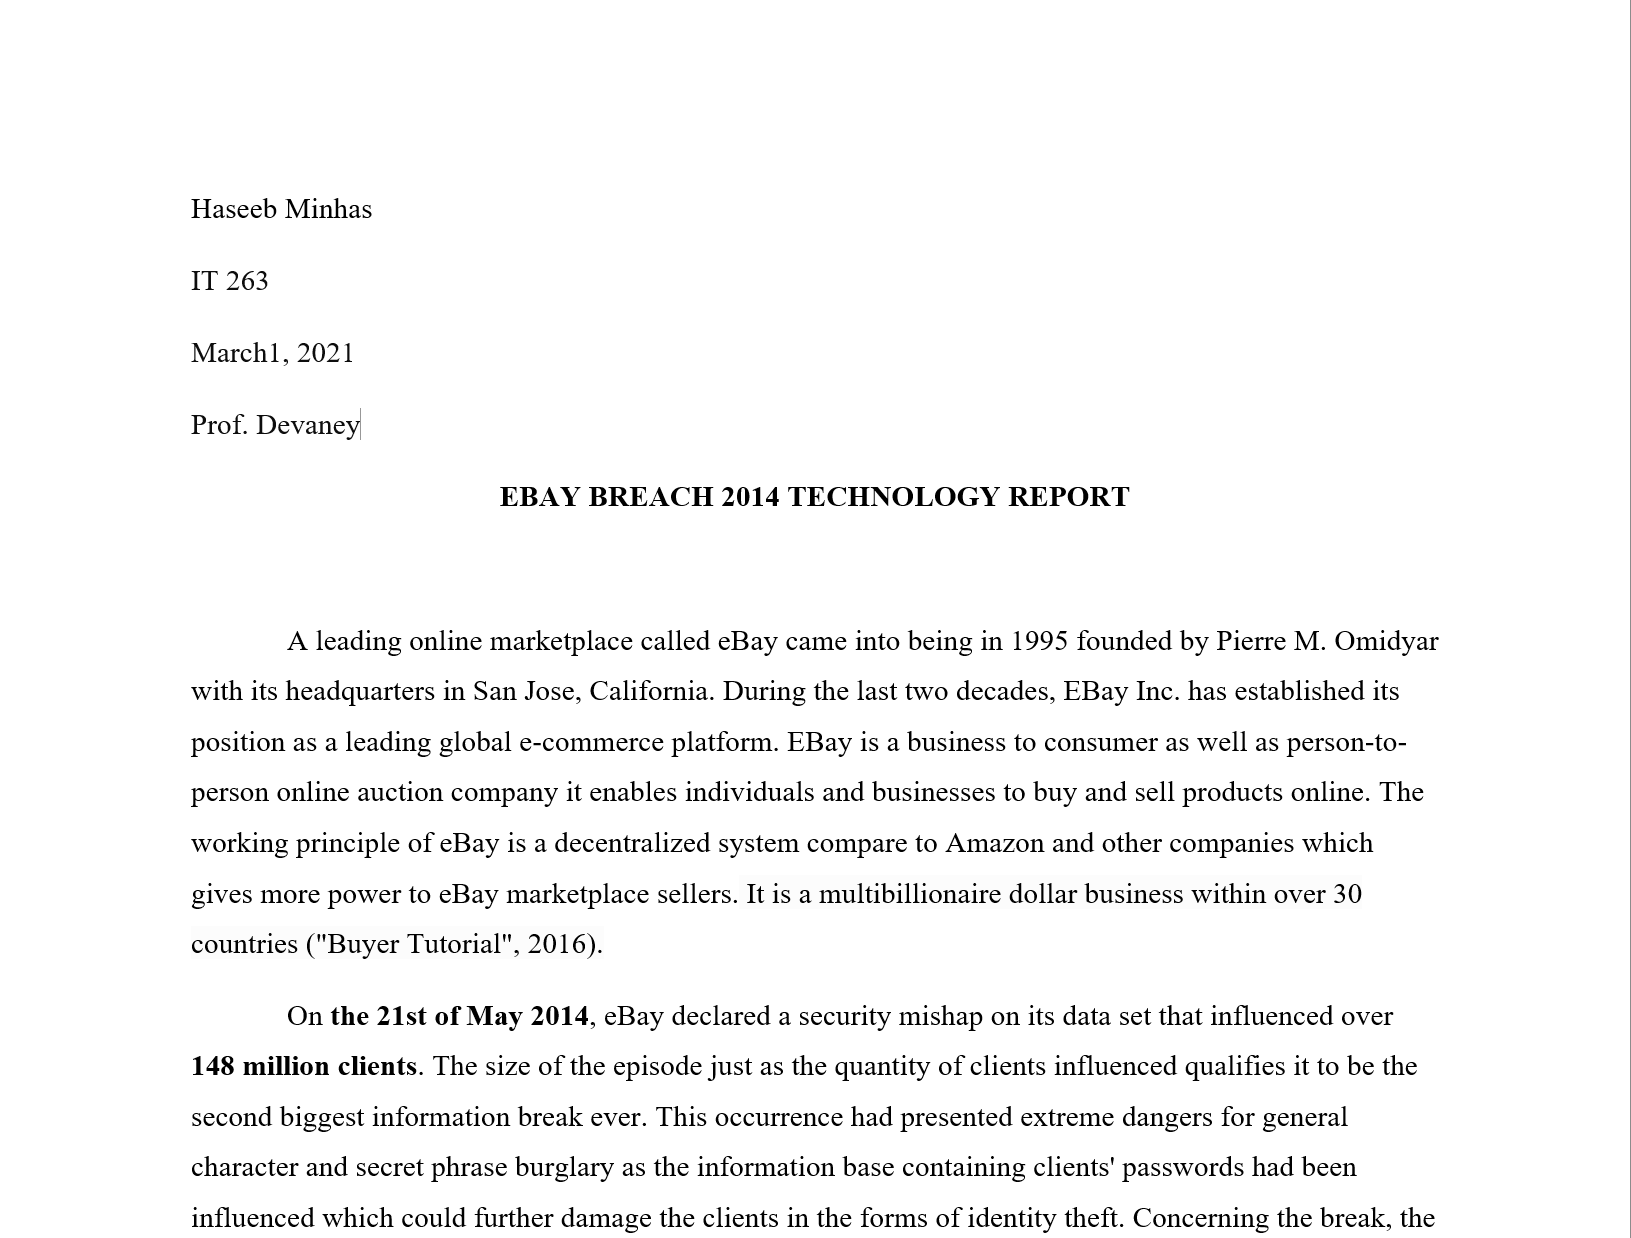 Haseeb Minhas
IT 263
March1, 2021
Prof. Devaney
EBAY BREACH 2014 TECHNOLOGY REPORT
A leading online marketplace called eBay came into being in 1995 founded by Pierre M. Omidyar
with its headquarters in San Jose, California. During the last two decades, EBay Inc. has established its
position as a leading global e-commerce platform. EBay is a business to consumer as well as person-to-
person online auction company it enables individuals and businesses to buy and sell products online. The
working principle of eBay is a decentralized system compare to Amazon and other companies which
gives more power to eBay marketplace sellers. It is a multibillionaire dollar business within over 30
countries ("Buyer Tutorial", 2016).
On the 21st of May 2014, eBay declared a security mishap on its data set that influenced over
148 million clients. The size of the episode just as the quantity of clients influenced qualifies it to be the
second biggest information break ever. This occurrence had presented extreme dangers for general
character and secret phrase burglary as the information base containing clients' passwords had been
influenced which could further damage the clients in the forms of identity theft. Concerning the break, the